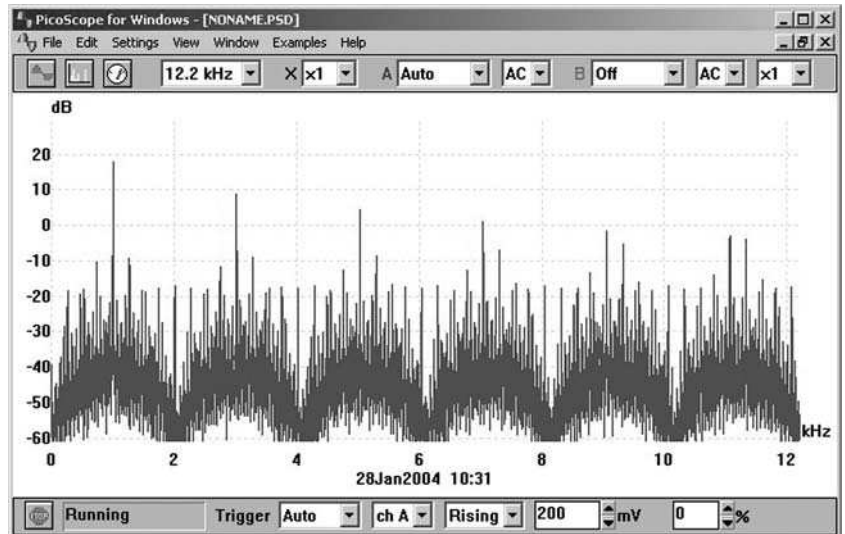 PicoScope for Windows - [NONAME.PSD]
File Edit Settings View Window Examples Help
12.2 kHz X ×1 A Auto AC B Off AC ×1
dB
20
10
0
-10
-20
-30
-40
-50
-60
kHz
0 2 4 6 8 10 12
28Jan2004 10:31
Running Trigger Auto ch A Rising 200 mV 0 %